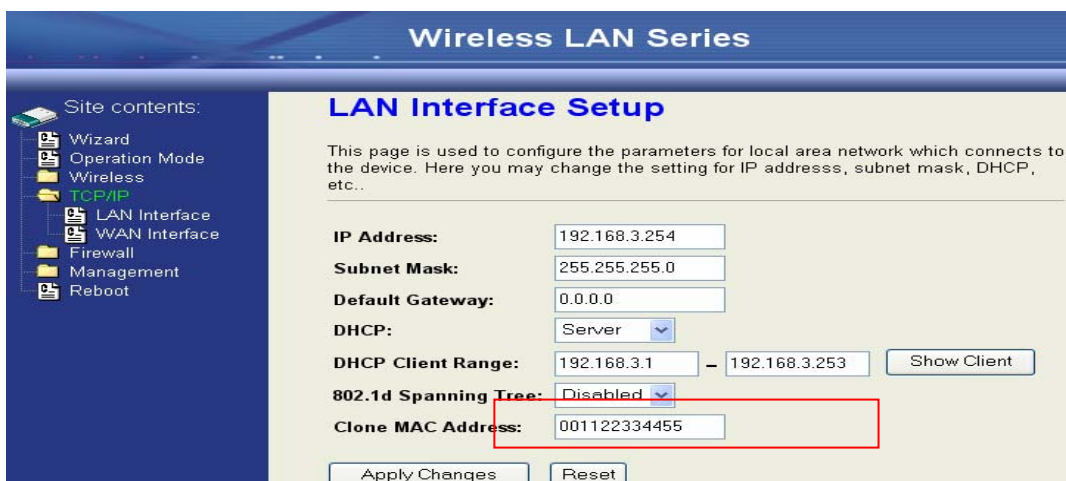 Wireless LAN Series
Site contents:
Wizard
Operation Mode
Wireless
TCP/IP
LAN Interface
WAN Interface
Firewall
Management
Reboot
LAN Interface Setup
This page is used to configure the parameters for local area network which connects to
the device. Here you may change the setting for IP addresss, subnet mask, DHCP,
etc..
IP Address: 192.168.3.254
Subnet Mask: 255.255.255.0
Default Gateway: 0.0.0.0
DHCP: Server
DHCP Client Range: 192.168.3.1 – 192.168.3.253 Show Client
802.1d Spanning Tree: Disabled
Clone MAC Address: 001122334455
Apply Changes Reset